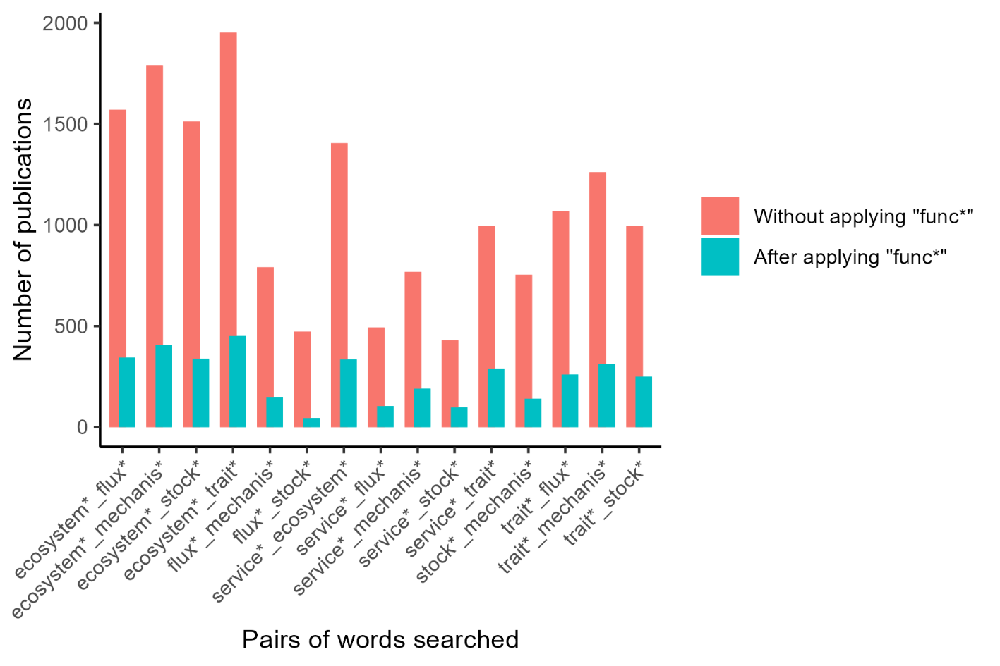 2000
1500
1000
500
0
Number of publications
ecosystem*_flux*
ecosystem*_mechanis*
ecosystem*_stock*
ecosystem*_trait*
flux*_mechanis*
flux*_stock*
service*_ecosystem*
service*_flux*
service*_mechanis*
service*_stock*
service*_trait*
stock*_mechanis*
trait*_flux*
trait*_mechanis*
trait*_stock*
Pairs of words searched
Without applying "func*"
After applying "func*"